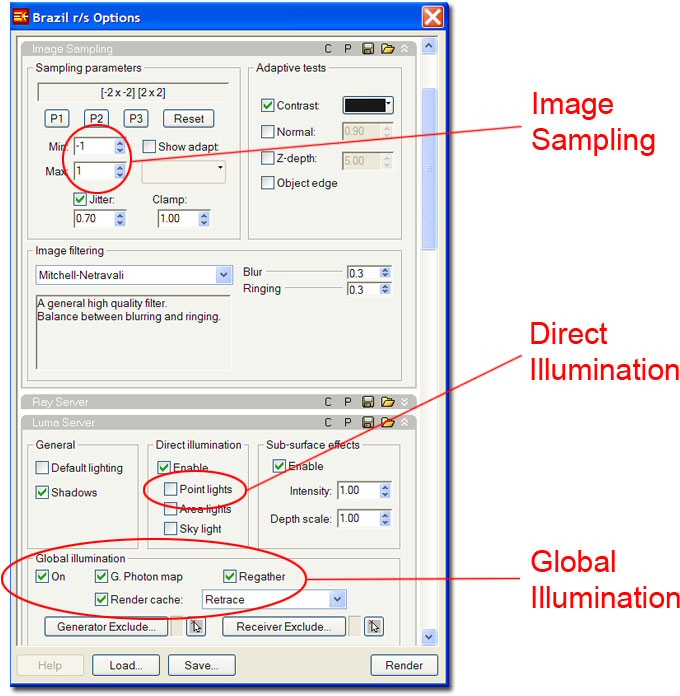 Brazil r/s Options
Image Sampling C P
Sampling parameters
[-2 x -2] [2 x 2]
P1 P2 P3 Reset
Min: -1
Show adapt:
Max: 1
Jitter: Clamp:
0.70 1.00
Adaptive tests
Contrast:
Normal: 0.90
Z-depth: 5.00
Object edge
Image filtering
Mitchell-Netravali
Blur 0.3
Ringing 0.3
A general high quality filter.
Balance between blurring and ringing.
Ray Server C P
Luma Server C P
General
Default lighting
Shadows
Direct illumination
Enable
Point lights
Area lights
Sky light
Sub-surface effects
Enable
Intensity: 1.00
Depth scale: 1.00
Global illumination
On G. Photon map Regather
Render cache: Retrace
Generator Exclude... Receiver Exclude...
Help Load... Save... Render
Image
Sampling
Direct
Illumination
Global
Illumination